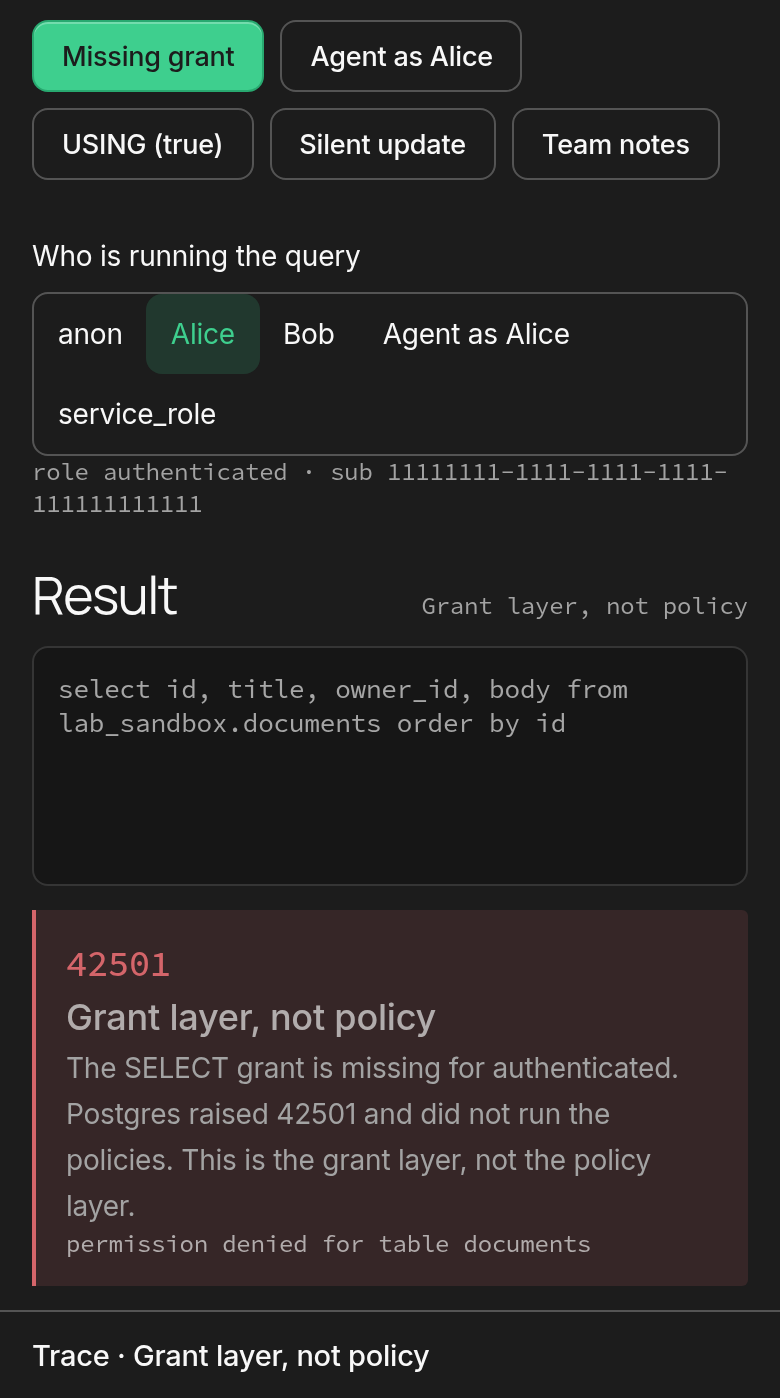 Missing grant
Agent as Alice
USING (true)
Silent update
Team notes
Who is running the query
anon
Alice
Bob
Agent as Alice
service_role
role authenticated · sub 11111111-1111-1111-1111-
111111111111
Result
Grant layer, not policy
select id, title, owner_id, body from
lab_sandbox.documents order by id
42501
Grant layer, not policy
The SELECT grant is missing for authenticated.
Postgres raised 42501 and did not run the
policies. This is the grant layer, not the policy
layer.
permission denied for table documents
Trace · Grant layer, not policy